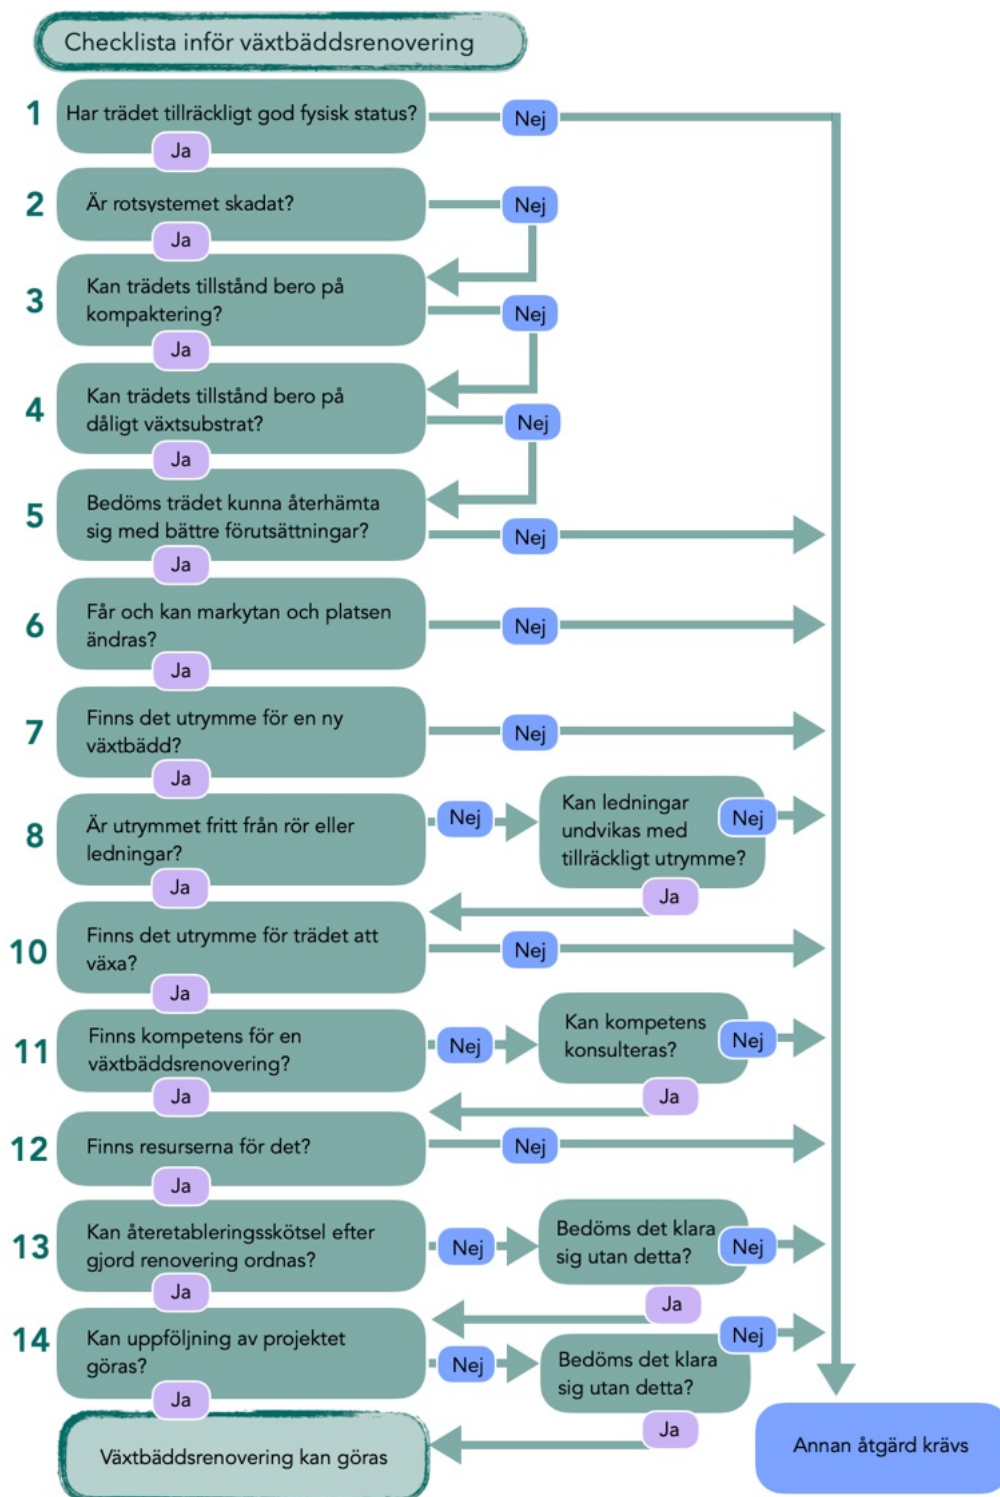 Checklista inför växtbäddsrenovering
1
Har trädet tillräckligt god fysisk status?
Nej
Ja
2
Är rotsystemet skadat?
Nej
Ja
3
Kan trädets tillstånd bero på
kompaktering?
Nej
Ja
4
Kan trädets tillstånd bero på
dåligt växtsubstrat?
Nej
Ja
5
Bedöms trädet kunna återhämta
sig med bättre förutsättningar?
Nej
Ja
6
Får och kan markytan och platsen
ändras?
Nej
Ja
7
Finns det utrymme för en ny
växtbädd?
Nej
Ja
8
Är utrymmet fritt från rör eller
ledningar?
Nej
Kan ledningar
undvikas med
tillräckligt utrymme?
Nej
Ja
Ja
10
Finns det utrymme för trädet att
växa?
Nej
Ja
11
Finns kompetens för en
växtbäddsrenovering?
Nej
Kan kompetens
konsulteras?
Nej
Ja
Ja
12
Finns resurserna för det?
Nej
Ja
13
Kan återetableringsskötsel efter
gjord renovering ordnas?
Nej
Bedöms det klara
sig utan detta?
Nej
Ja
Ja
14
Kan uppföljning av projektet
göras?
Nej
Bedöms det klara
sig utan detta?
Nej
Ja
Ja
Växtbäddsrenovering kan göras
Annan åtgärd krävs